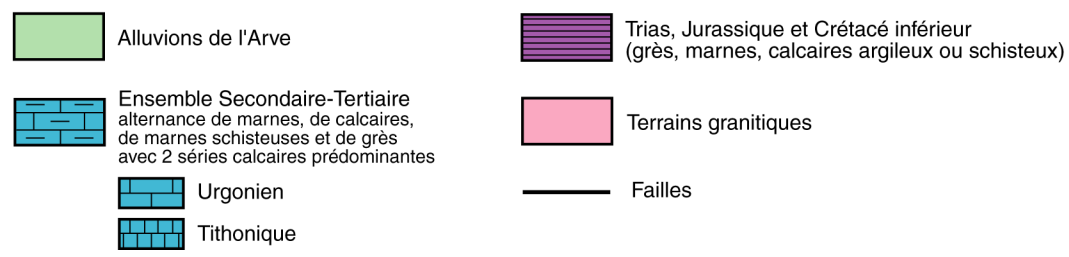 Alluvions de l'Arve
Ensemble Secondaire-Tertiaire
alternance de marnes, de calcaires,
de marnes schisteuses et de grès
avec 2 séries calcaires prédominantes
Urgonien
Tithonique
Trias, Jurassique et Crétacé inférieur
(grès, marnes, calcaires argileux ou schisteux)
Terrains granitiques
Failles